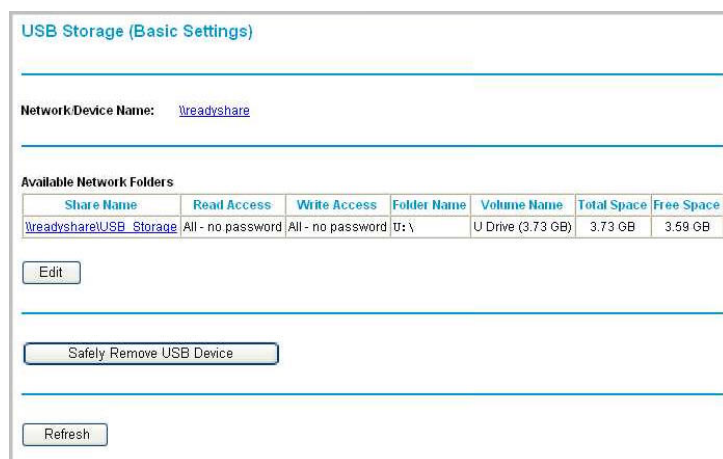 USB Storage (Basic Settings)
Network/Device Name: \\readyshare
Available Network Folders
Share Name Read Access Write Access Folder Name Volume Name Total Space Free Space
\\readyshare\USB_Storage All - no password All - no password U:\ U Drive (3.73 GB) 3.73 GB 3.59 GB
Edit
Safely Remove USB Device
Refresh